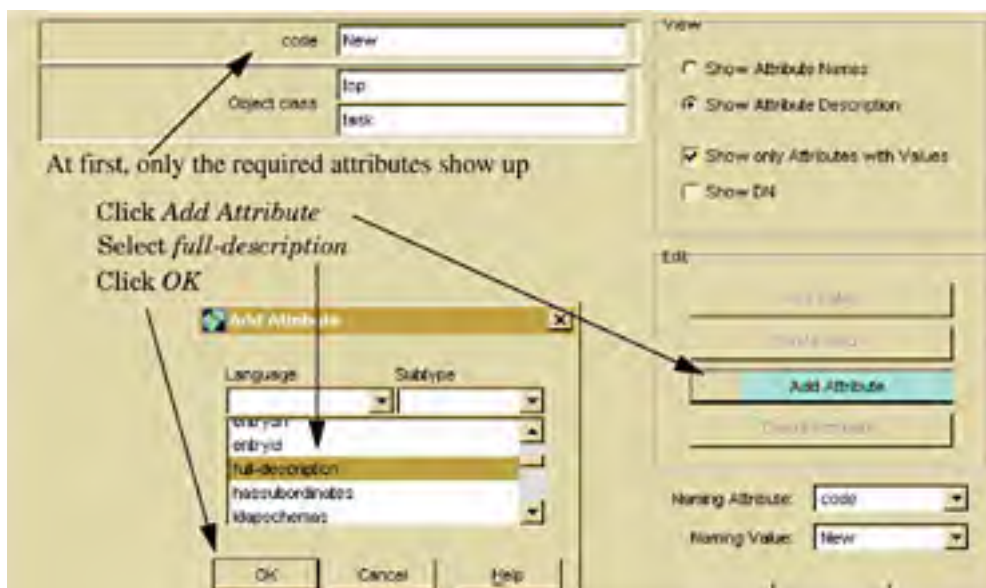 code New
Object class top
task
At first, only the required attributes show up
Click Add Attribute
Select full-description
Click OK
Add Attribute
Language Subtype
entrydn
entryid
full-description
hassubordinates
ldapschemas
OK Cancel Help
View
Show Attribute Names
Show Attribute Description
Show only Attributes with Values
Show DN
Edit
Add Attribute
Naming Attribute: code
Naming Value: New